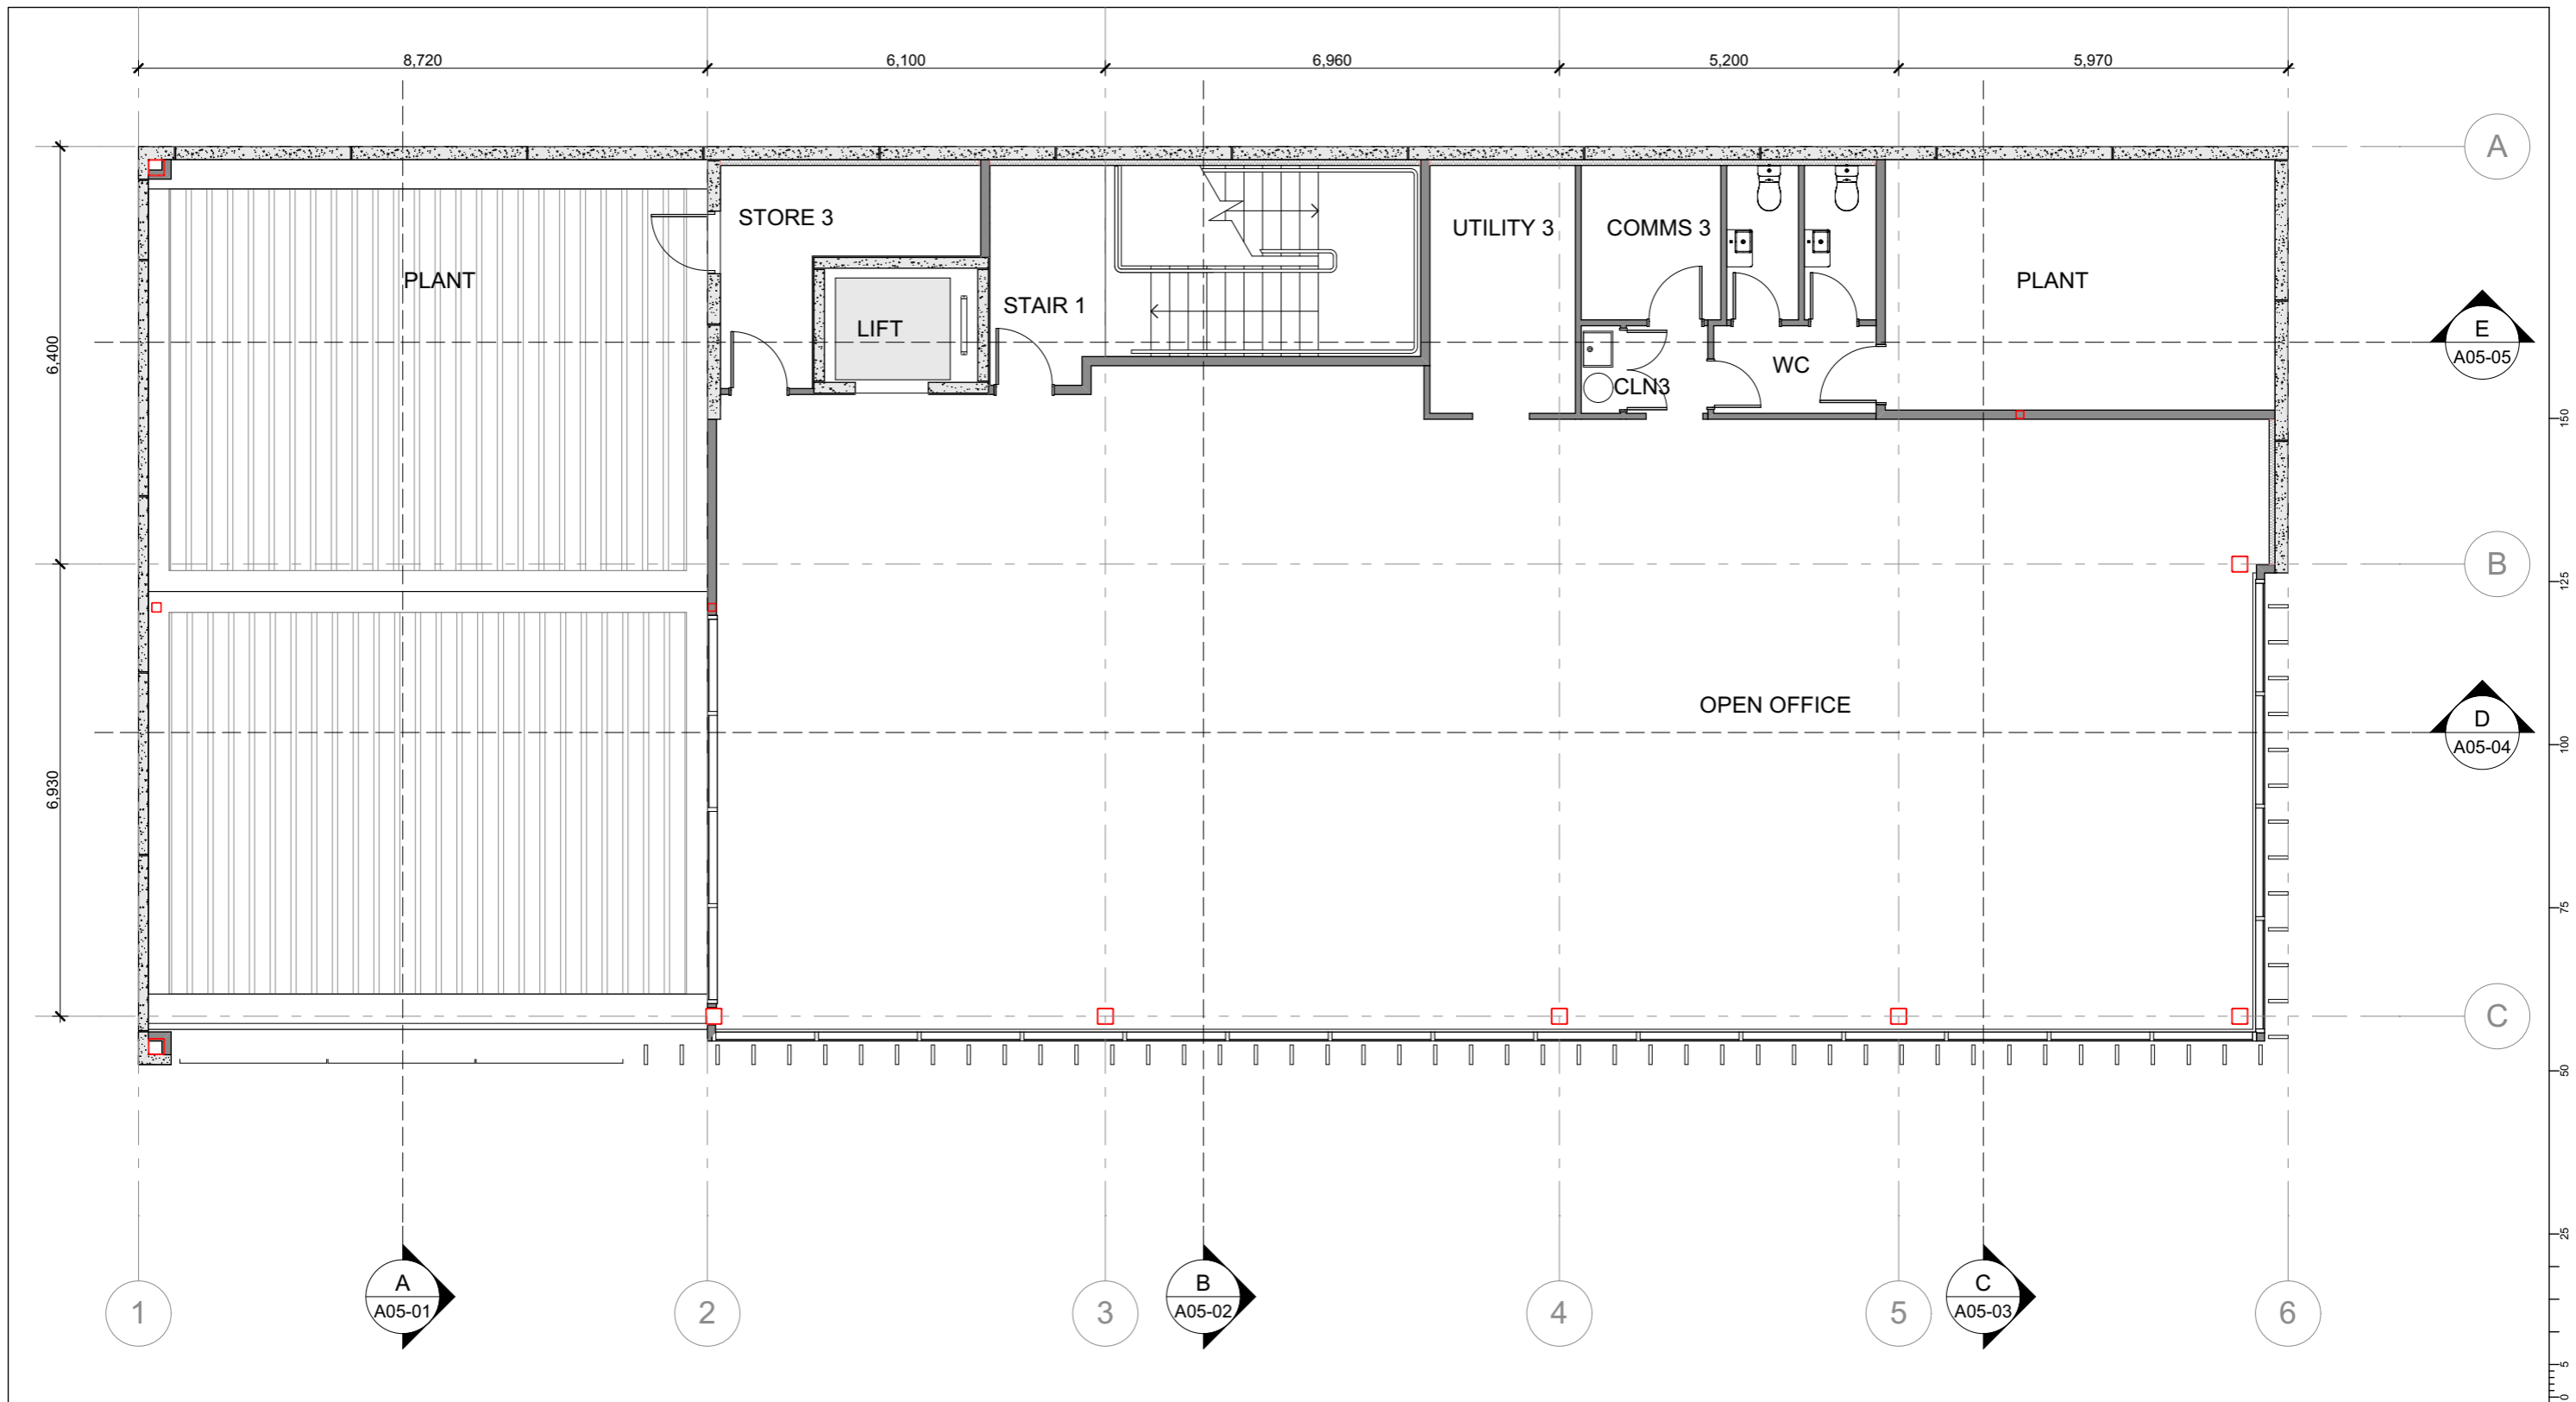 8,720
6,100
6,960
5,200
5,970
A
STORE 3
UTILITY 3
COMMS 3
PLANT
PLANT
STAIR 1
LIFT
E
A05-05
6,400
WC
CLN3
150
B
125
OPEN OFFICE
D
A05-04
100
6,930
75
C
50
25
A
A05-01
B
A05-02
C
A05-03
1
2
3
4
5
6
5
0